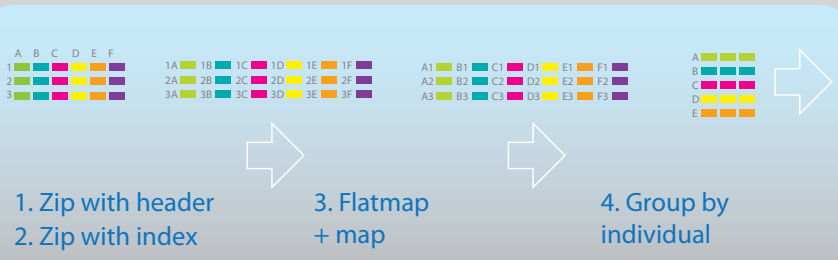 A B C D E F
1
2
3
1A 1B 1C 1D 1E 1F
2A 2B 2C 2D 2E 2F
3A 3B 3C 3D 3E 3F
A1 B1 C1 D1 E1 F1
A2 B2 C2 D2 E2 F2
A3 B3 C3 D3 E3 F3
A
B
C
D
E
1. Zip with header
2. Zip with index
3. Flatmap
+ map
4. Group by
individual